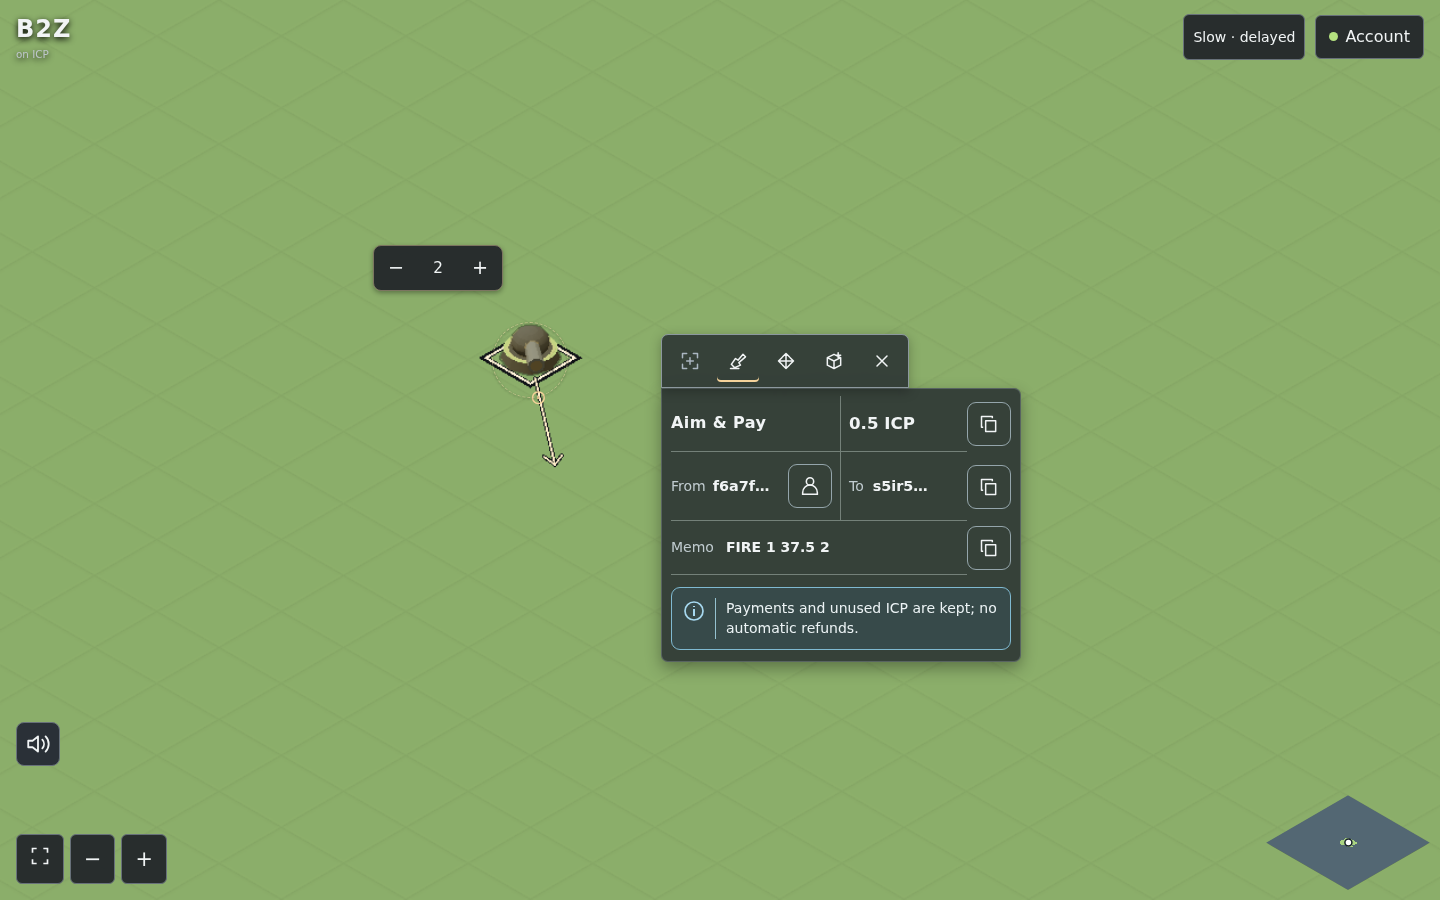 B2Z
on ICP
Slow · delayed
Account
− 2 +
Aim & Pay
0.5 ICP
From f6a7f…
To s5ir5…
Memo FIRE 1 37.5 2
Payments and unused ICP are kept; no
automatic refunds.
− +